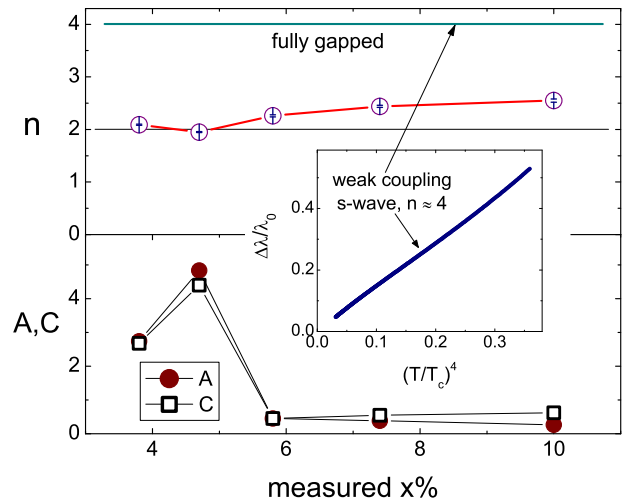 4
fully gapped
3
n
2
1
0
weak coupling
s-wave, n ≈ 4
Δλ/λ₀
0.4
0.2
0.0
0.0 0.1 0.2 0.3
(T/T_c)⁴
4
A,C
2
0
A
C
4 6 8 10
measured x%